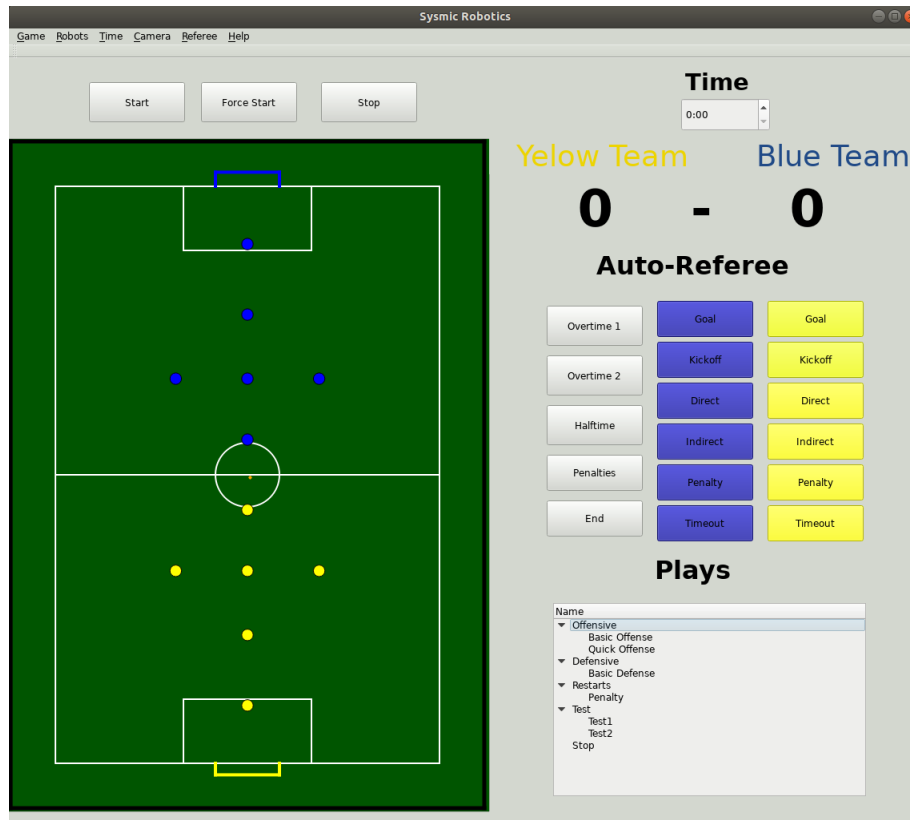 Sysmic Robotics
Game Robots Time Camera Referee Help
Start Force Start Stop
Time
0:00
Yelow Team Blue Team
0 - 0
Auto-Referee
Overtime 1
Overtime 2
Halftime
Penalties
End
Goal
Kickoff
Direct
Indirect
Penalty
Timeout
Goal
Kickoff
Direct
Indirect
Penalty
Timeout
Plays
Name
Offensive
Basic Offense
Quick Offense
Defensive
Basic Defense
Restarts
Penalty
Test
Test1
Test2
Stop